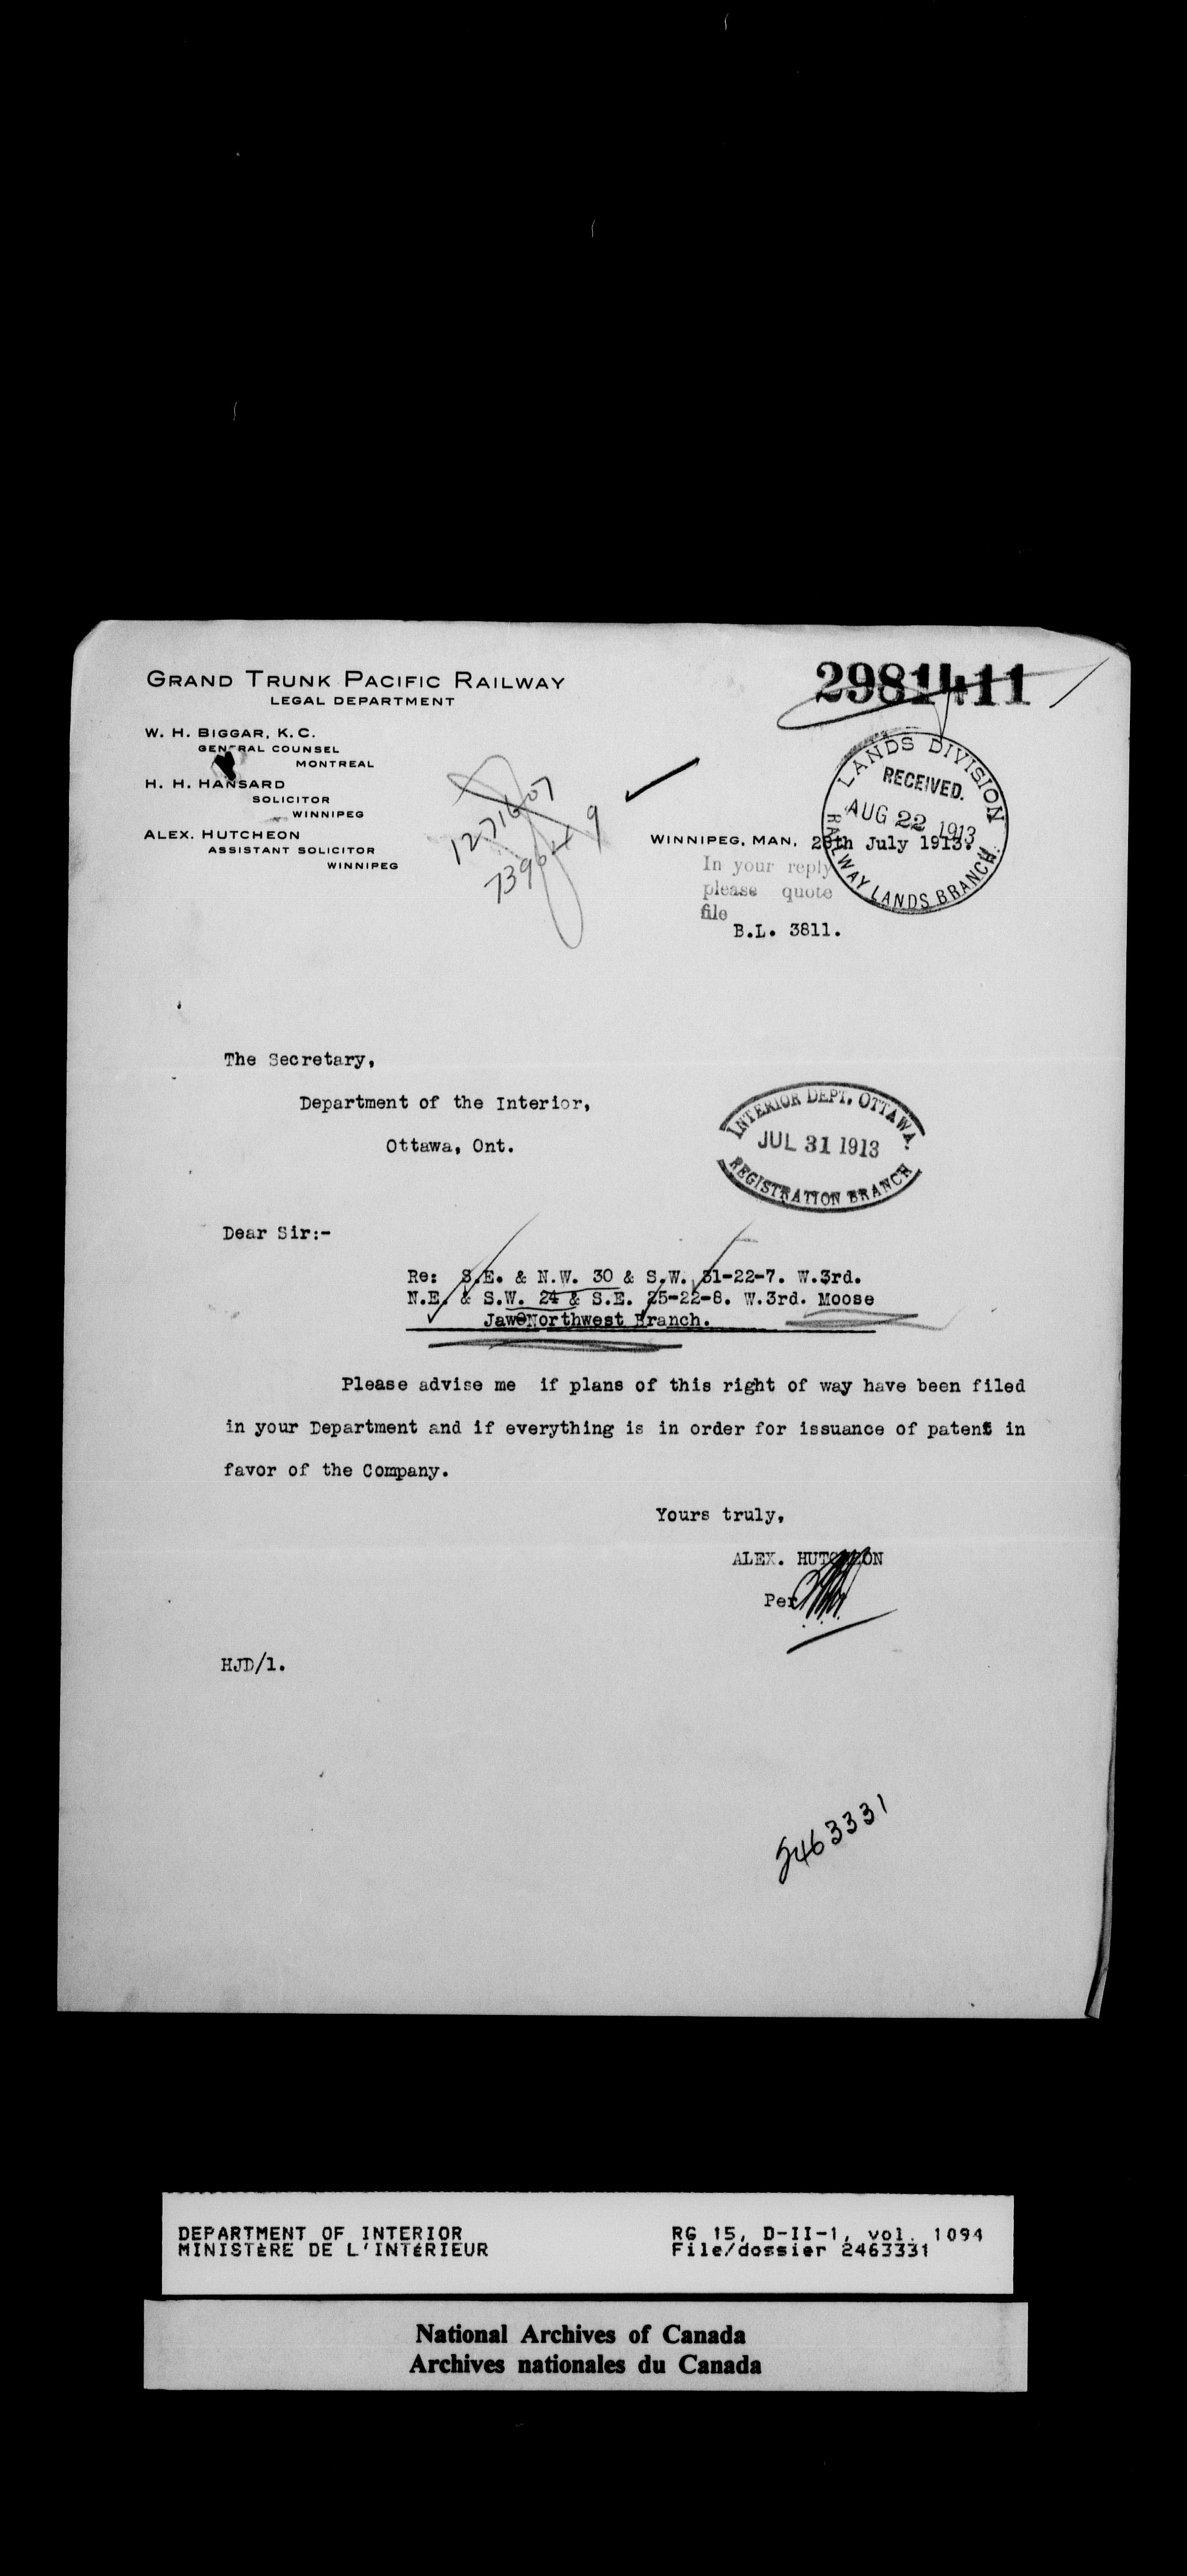 GRAND TRUNK PACIFIC RAILWAY
LEGAL DEPARTMENT
2981411
W. H. BIGGAR, K.C.
GENERAL COUNSEL
MONTREAL
H. H. HANSARD
SOLICITOR
WINNIPEG
ALEX. HUTCHEON
ASSISTANT SOLICITOR
WINNIPEG
LANDS DIVISION
RECEIVED.
AUG 22 1913
RAILWAY LANDS BRANCH.
WINNIPEG, MAN, 28th July 1913.
In your reply
please quote
file
B.L. 3811.
The Secretary,
Department of the Interior,
Ottawa, Ont.
INTERIOR DEPT. OTTAWA.
JUL 31 1913
REGISTRATION BRANCH
Dear Sir:-
Re: S.E. & N.W. 30 & S.W. 31-22-7. W.3rd.
N.E. & S.W. 24 & S.E. 25-22-8. W.3rd. Moose
Jaw Northwest Branch.
Please advise me if plans of this right of way have been filed
in your Department and if everything is in order for issuance of patent in
favor of the Company.
Yours truly,
ALEX. HUTCHEON
Per
HJD/l.
2463331
DEPARTMENT OF INTERIOR
MINISTÈRE DE L'INTÉRIEUR
RG 15, D-II-1, vol. 1094
File/dossier 2463331
National Archives of Canada
Archives nationales du Canada